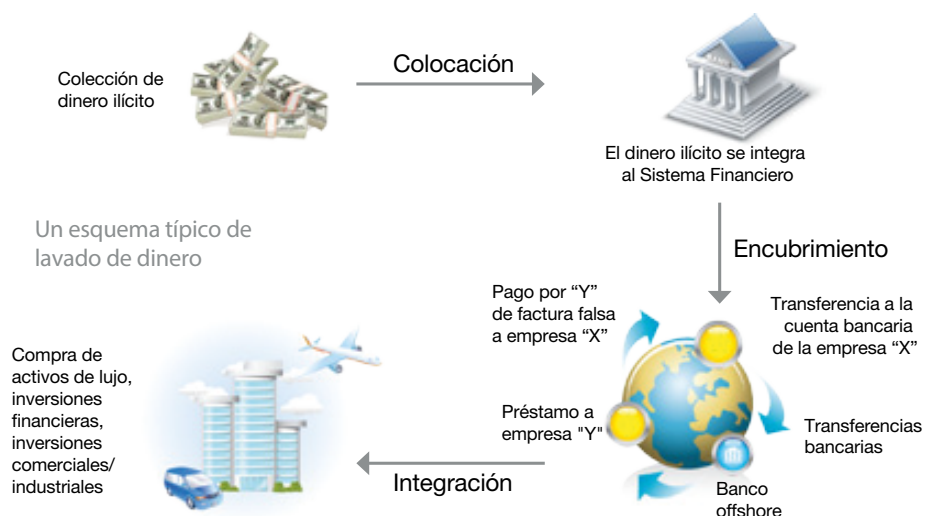 Colección de
dinero ilícito
Colocación
El dinero ilícito se integra
al Sistema Financiero
Un esquema típico de
lavado de dinero
Encubrimiento
Pago por “Y”
de factura falsa
a empresa “X”
Transferencia a la
cuenta bancaria
de la empresa “X”
Transferencias
bancarias
Banco
offshore
Préstamo a
empresa "Y"
Integración
Compra de
activos de lujo,
inversiones
financieras,
inversiones
comerciales/
industriales